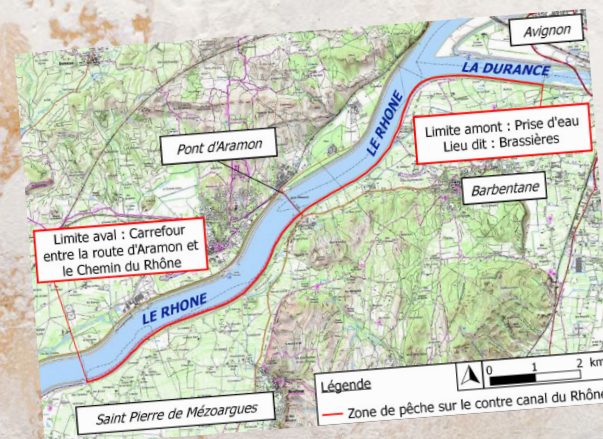 Avignon
LA DURANCE
LE RHONE
Limite amont : Prise d'eau
Lieu dit : Brassières
Pont d'Aramon
Barbentane
Limite aval : Carrefour
entre la route d'Aramon et
le Chemin du Rhône
LE RHONE
Saint Pierre de Mézoargues
Légende
0 1 2 km
Zone de pêche sur le contre canal du Rhône